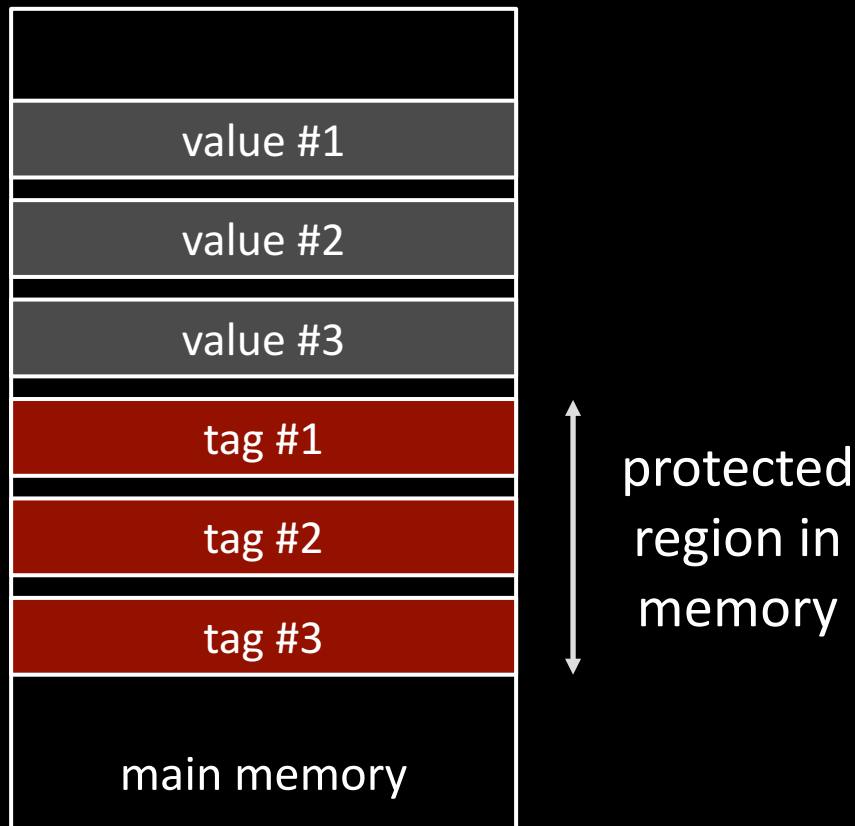 value #1
value #2
value #3
tag #1
tag #2
tag #3
main memory
protected
region in
memory